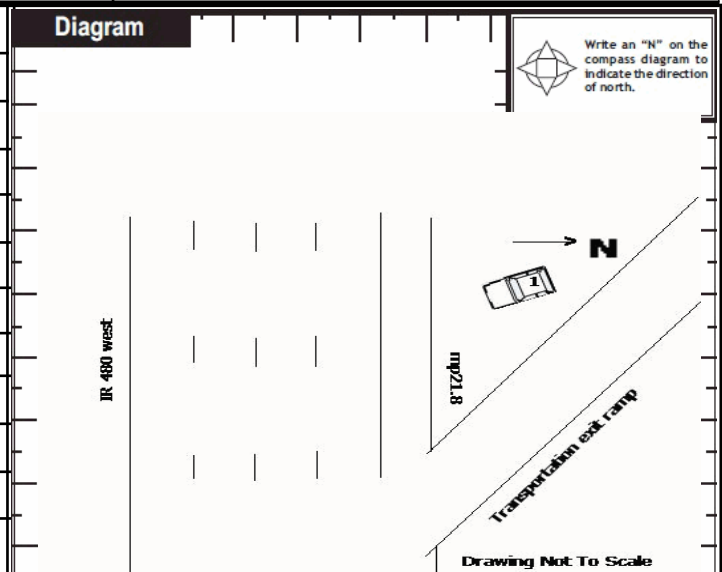 Diagram
Write an "N" on the
compass diagram to
indicate the direction
of north.
N
1
IR 480 west
mp21.8
Transportation exit ramp
Drawing Not To Scale